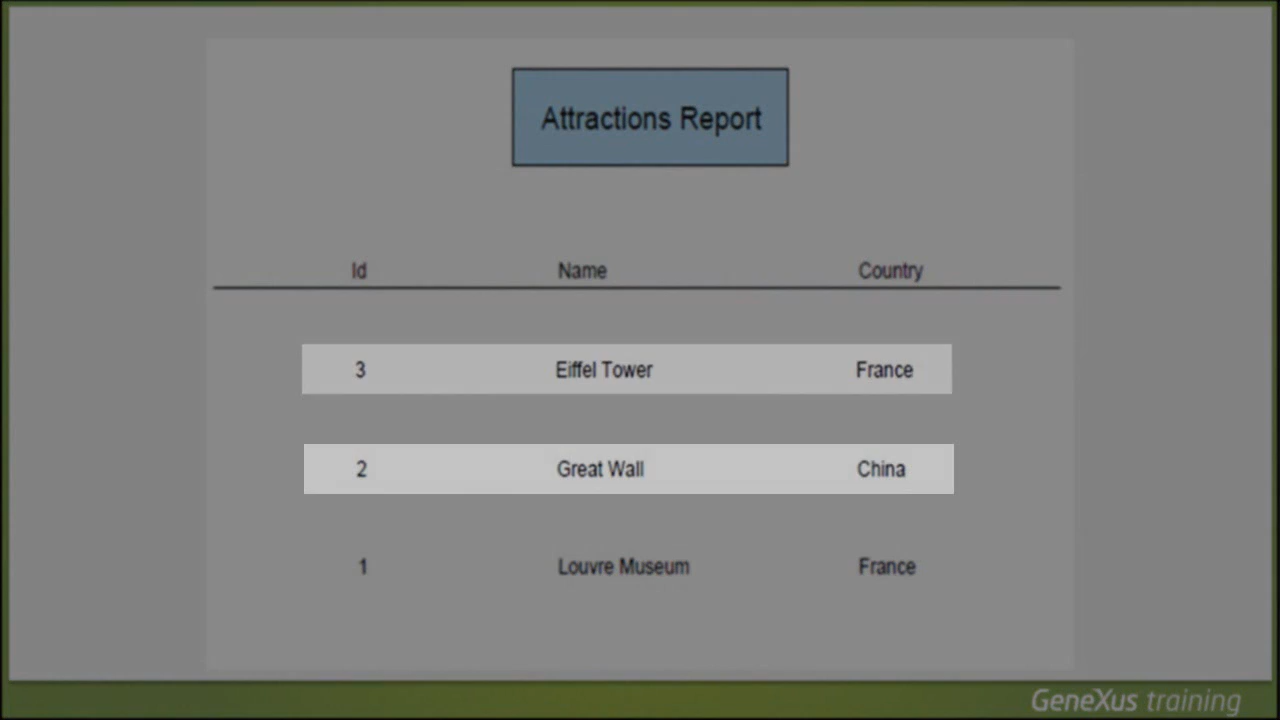 Attractions Report
Id Name Country
3 Eiffel Tower France
2 Great Wall China
1 Louvre Museum France
GeneXus training